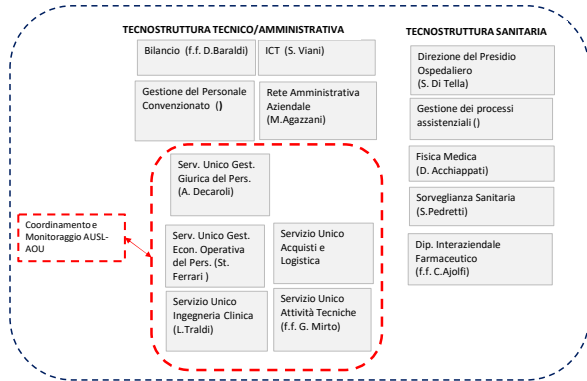 TECNOSTRUTTURA TECNICO/AMMINISTRATIVA
Bilancio (f.f. D.Baraldi)
ICT (S. Viani)
Gestione del Personale
Convenzionato ()
Rete Amministrativa
Aziendale
(M.Agazzani)
Serv. Unico Gest.
Giurica del Pers.
(A. Decaroli)
Coordinamento e
Monitoraggio AUSL-
AOU
Serv. Unico Gest.
Econ. Operativa
del Pers. (St.
Ferrari )
Servizio Unico
Acquisti e
Logistica
Servizio Unico
Ingegneria Clinica
(L.Traldi)
Servizio Unico
Attività Tecniche
(f.f. G. Mirto)
TECNOSTRUTTURA SANITARIA
Direzione del Presidio
Ospedaliero
(S. Di Tella)
Gestione dei processi
assistenziali ()
Fisica Medica
(D. Acchiappati)
Sorveglianza Sanitaria
(S.Pedretti)
Dip. Interaziendale
Farmaceutico
(f.f. C.Ajolfi)